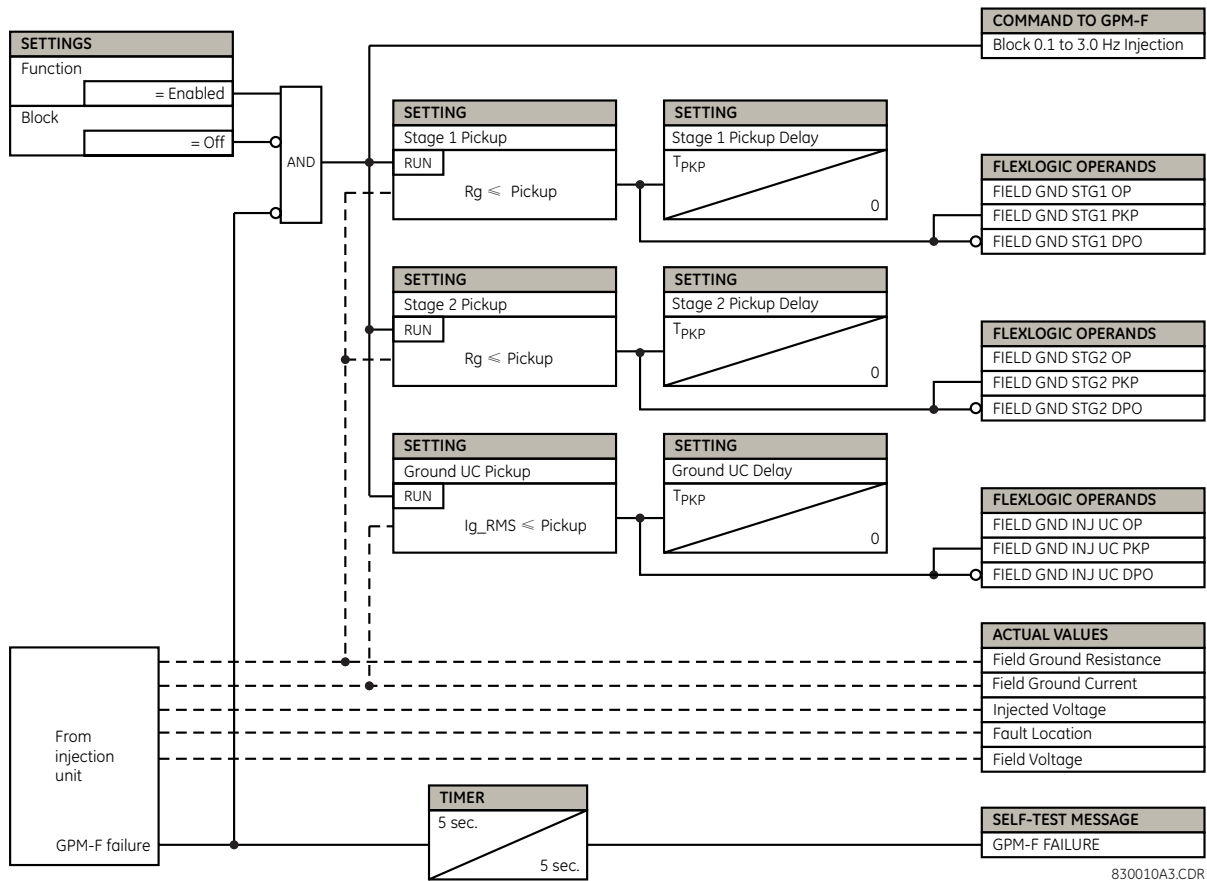 COMMAND TO GPM-F
Block 0.1 to 3.0 Hz Injection
SETTINGS
Function
= Enabled
Block
= Off
AND
SETTING
Stage 1 Pickup
RUN
Rg ⩽ Pickup
SETTING
Stage 1 Pickup Delay
TPKP
0
FLEXLOGIC OPERANDS
FIELD GND STG1 OP
FIELD GND STG1 PKP
FIELD GND STG1 DPO
SETTING
Stage 2 Pickup
RUN
Rg ⩽ Pickup
SETTING
Stage 2 Pickup Delay
TPKP
0
FLEXLOGIC OPERANDS
FIELD GND STG2 OP
FIELD GND STG2 PKP
FIELD GND STG2 DPO
SETTING
Ground UC Pickup
RUN
Ig_RMS ⩽ Pickup
SETTING
Ground UC Delay
TPKP
0
FLEXLOGIC OPERANDS
FIELD GND INJ UC OP
FIELD GND INJ UC PKP
FIELD GND INJ UC DPO
ACTUAL VALUES
Field Ground Resistance
Field Ground Current
Injected Voltage
Fault Location
Field Voltage
From
injection
unit
GPM-F failure
TIMER
5 sec.
5 sec.
SELF-TEST MESSAGE
GPM-F FAILURE
830010A3.CDR